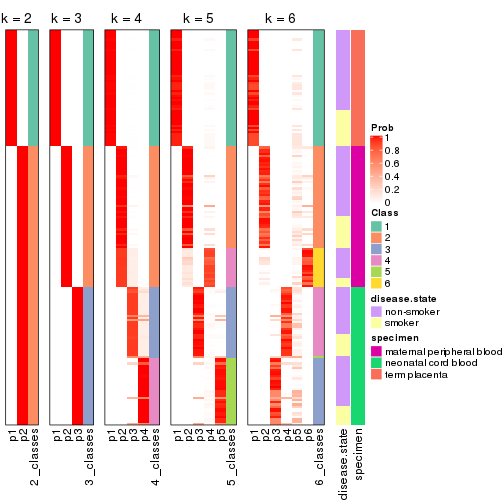 k = 2
k = 3
k = 4
k = 5
k = 6
p1
p2
2_classes
p1
p2
p3
3_classes
p1
p2
p3
p4
4_classes
p1
p2
p3
p4
p5
5_classes
p1
p2
p3
p4
p5
p6
6_classes
disease.state
specimen
Prob
1
0.8
0.6
0.4
0.2
0
Class
1
2
3
4
5
6
disease.state
non-smoker
smoker
specimen
maternal peripheral blood
neonatal cord blood
term placenta